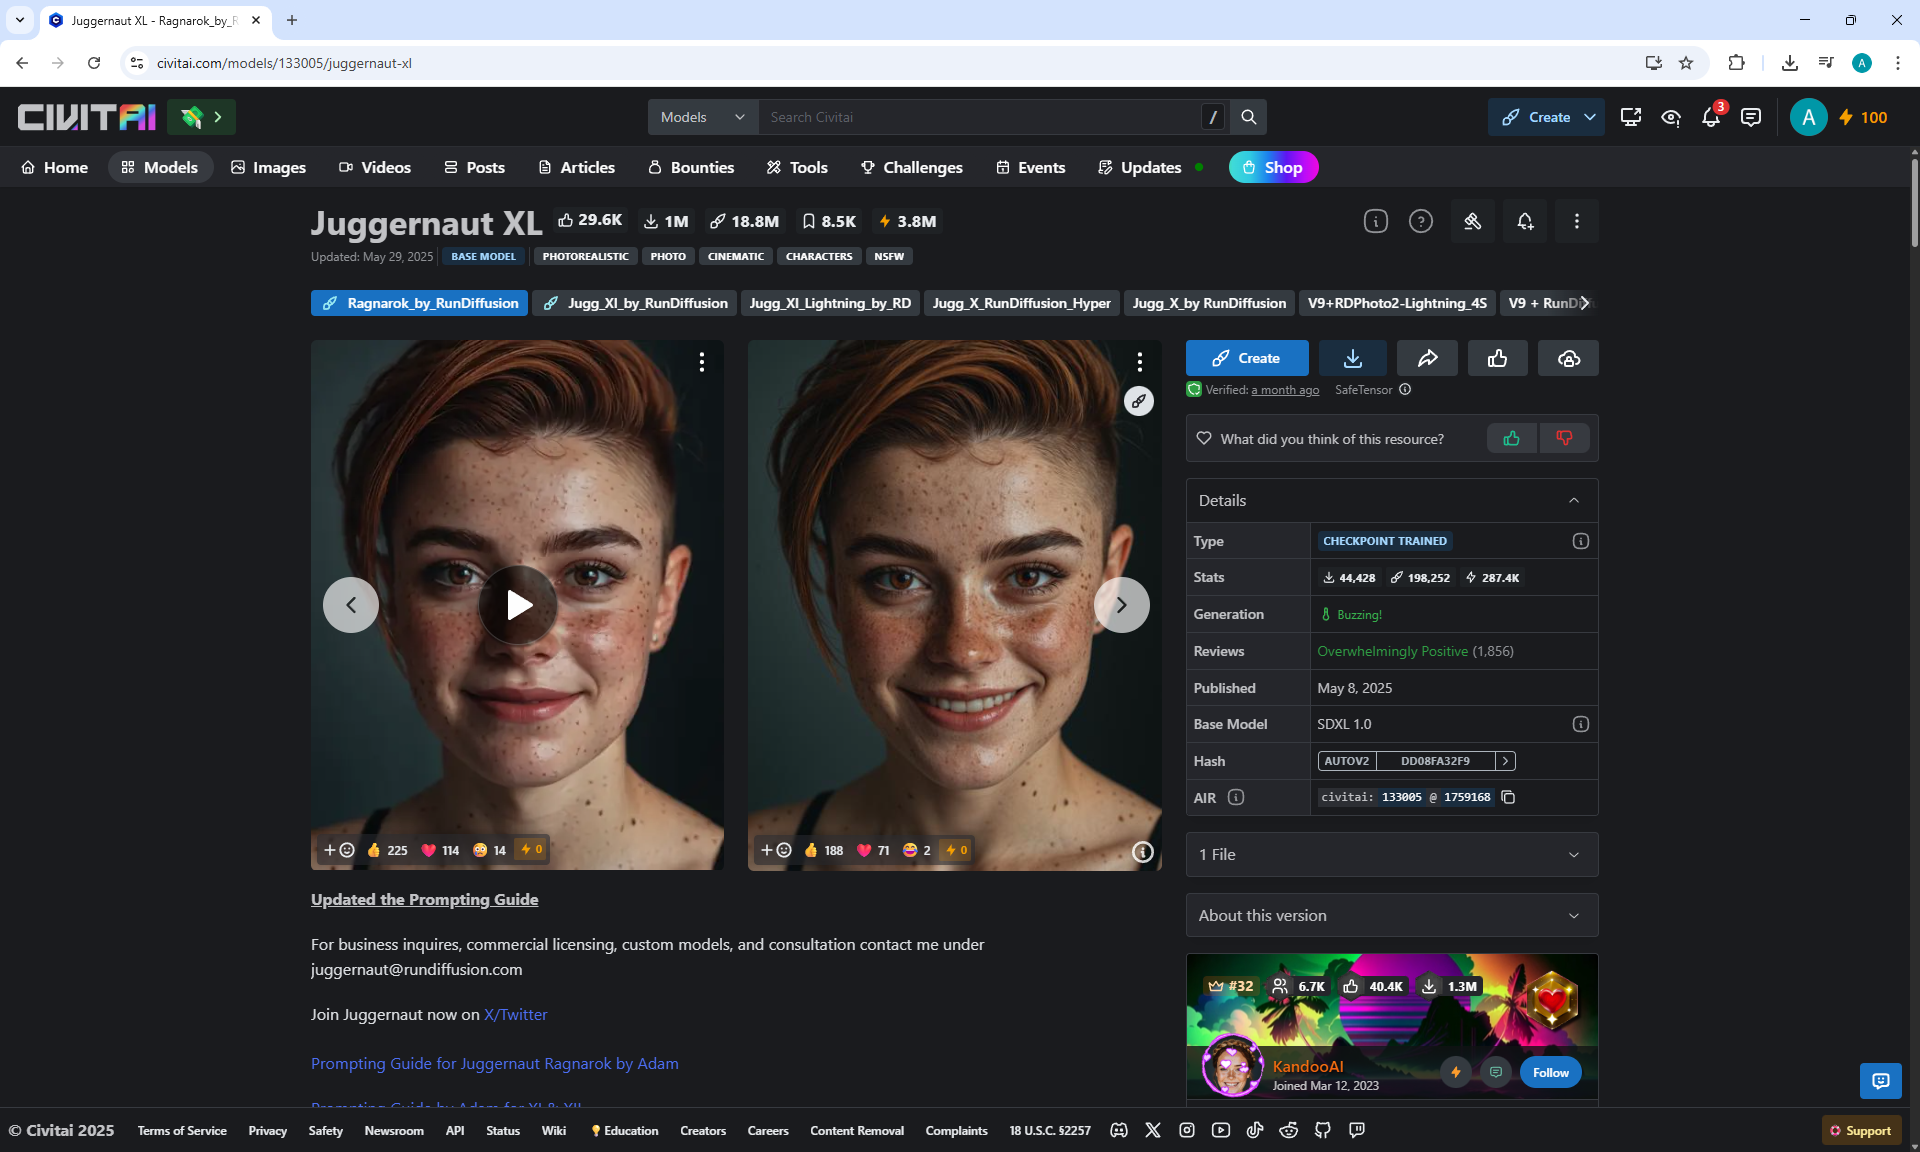 Juggernaut XL - Ragnarok_by_R
civitai.com/models/133005/juggernaut-xl
A
CIVITAI
Models
Search Civitai
/
Create
3
A
100
Home
Models
Images
Videos
Posts
Articles
Bounties
Tools
Challenges
Events
Updates
Shop
Juggernaut XL 29.6K 1M 18.8M 8.5K 3.8M
Updated: May 29, 2025 BASE MODEL PHOTOREALISTIC PHOTO CINEMATIC CHARACTERS NSFW
Ragnarok_by_RunDiffusion Jugg_XI_by_RunDiffusion Jugg_XI_Lightning_by_RD Jugg_X_RunDiffusion_Hyper Jugg_X_by RunDiffusion V9+RDPhoto2-Lightning_4S V9 + RunDi
225 114 14 0
188 71 2 0
Updated the Prompting Guide
For business inquires, commercial licensing, custom models, and consultation contact me under
juggernaut@rundiffusion.com
Join Juggernaut now on X/Twitter
Prompting Guide for Juggernaut Ragnarok by Adam
Create
Verified: a month ago SafeTensor
What did you think of this resource?
Details
Type CHECKPOINT TRAINED
Stats 44,428 198,252 287.4K
Generation Buzzing!
Reviews Overwhelmingly Positive (1,856)
Published May 8, 2025
Base Model SDXL 1.0
Hash AUTOV2 DD08FA32F9
AIR civitai: 133005 @ 1759168
1 File
About this version
#32 6.7K 40.4K 1.3M
KandooAI
Joined Mar 12, 2023
Follow
© Civitai 2025 Terms of Service Privacy Safety Newsroom API Status Wiki Education Creators Careers Content Removal Complaints 18 U.S.C. §2257
Support